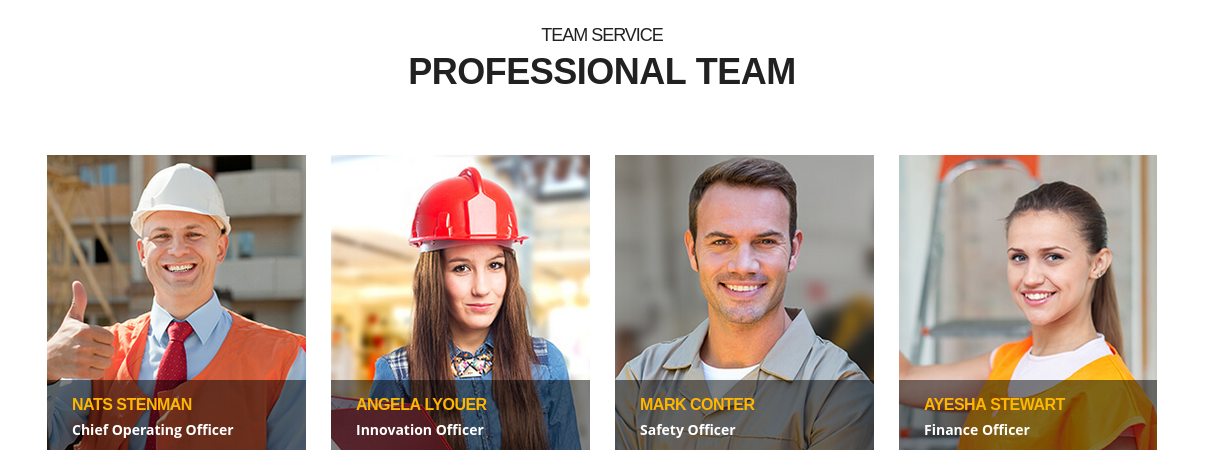 TEAM SERVICE
PROFESSIONAL TEAM
NATS STENMAN
Chief Operating Officer
ANGELA LYOUER
Innovation Officer
MARK CONTER
Safety Officer
AYESHA STEWART
Finance Officer